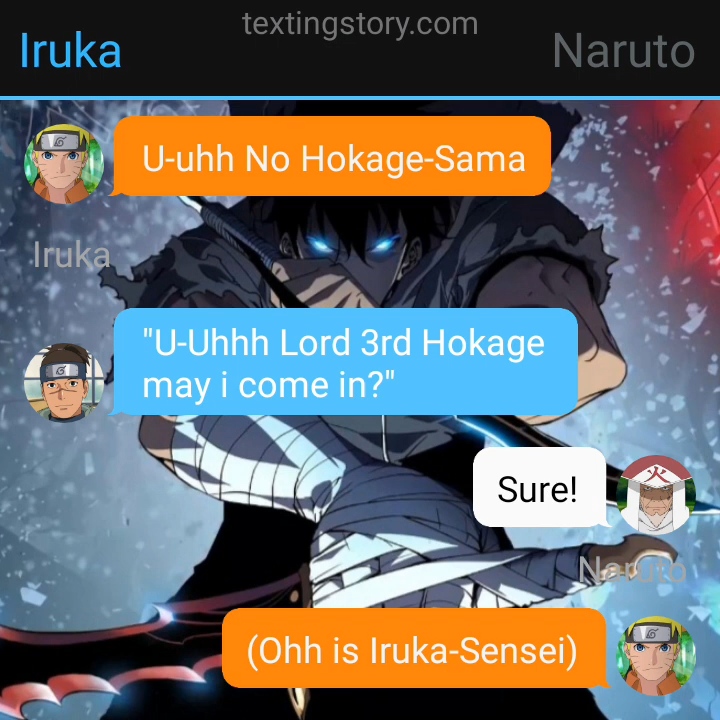 textingstory.com
Iruka
Naruto
U-uhh No Hokage-Sama
Iruka
"U-Uhhh Lord 3rd Hokage
may i come in?"
Sure!
火
Naruto
(Ohh is Iruka-Sensei)